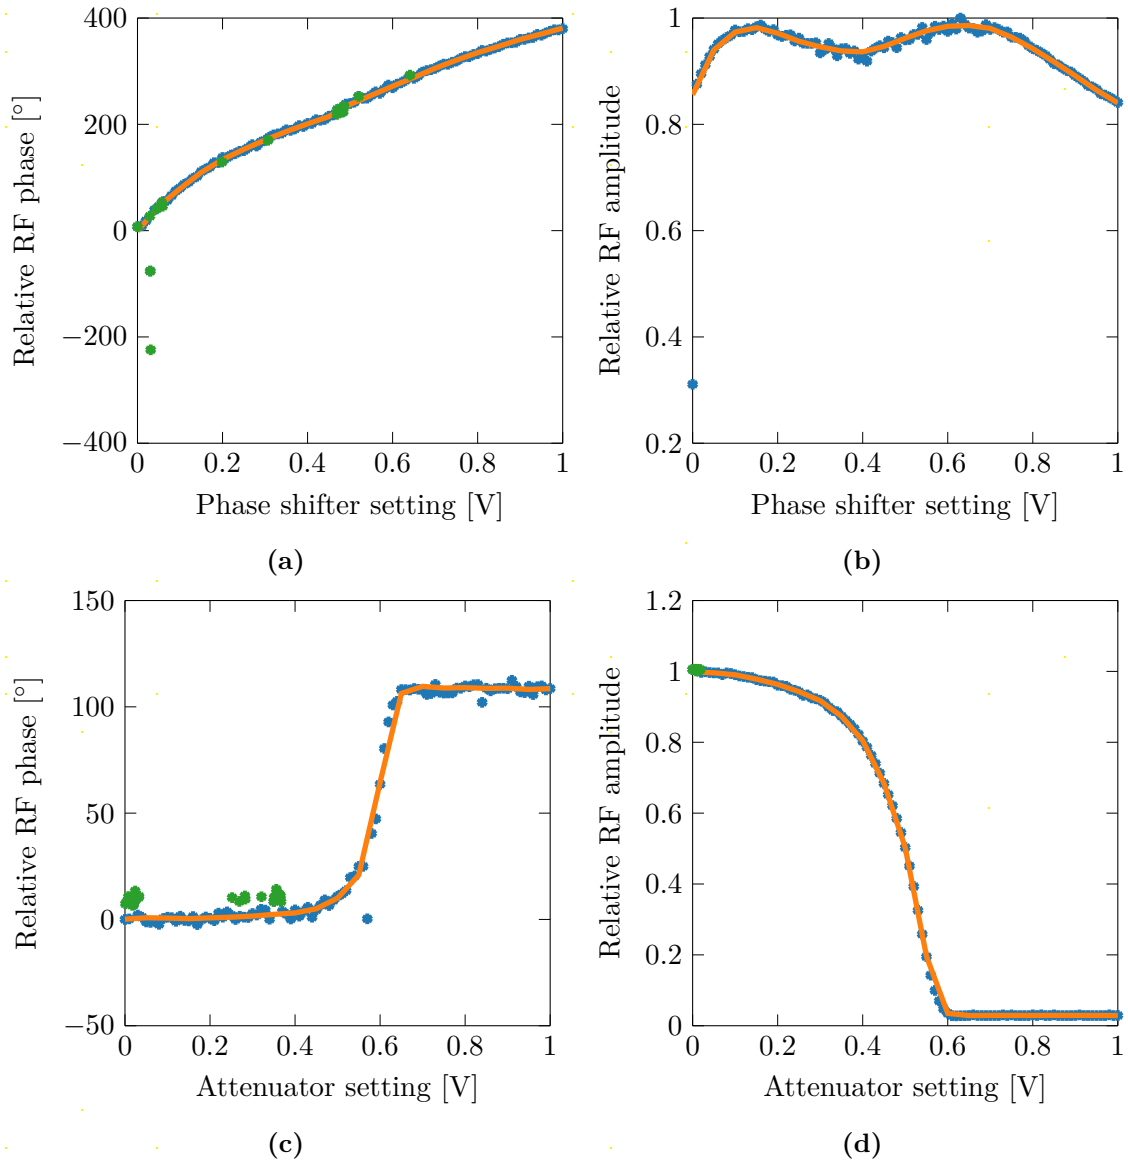 400
200
0
−200
−400
Relative RF phase [°]
0 0.2 0.4 0.6 0.8 1
Phase shifter setting [V]
(a)
1
0.8
0.6
0.4
0.2
Relative RF amplitude
0 0.2 0.4 0.6 0.8 1
Phase shifter setting [V]
(b)
150
100
50
0
−50
Relative RF phase [°]
0 0.2 0.4 0.6 0.8 1
Attenuator setting [V]
(c)
1.2
1
0.8
0.6
0.4
0.2
0
Relative RF amplitude
0 0.2 0.4 0.6 0.8 1
Attenuator setting [V]
(d)